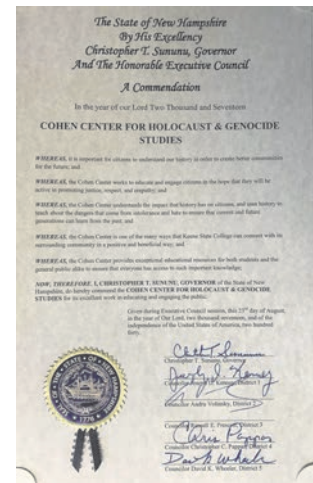 The State of New Hampshire
By His Excellency
Christopher T. Sununu, Governor
And The Honorable Executive Council
A Commendation
In the year of our Lord Two Thousand and Seventeen
COHEN CENTER FOR HOLOCAUST & GENOCIDE
STUDIES
WHEREAS, it is important for citizens to understand our history in order to create better communities
for the future; and
WHEREAS, the Cohen Center works to educate and engage citizens in the hope that they will be
active in promoting justice, respect, and empathy; and
WHEREAS, the Cohen Center understands the impact that history has on citizens, and uses history to
teach about the dangers that come from intolerance and hate to ensure that current and future
generations can learn from the past; and
WHEREAS, the Cohen Center is one of the many ways that Keene State College can connect with its
surrounding community in a positive and beneficial way; and
WHEREAS, the Cohen Center provides exceptional educational resources for both students and the
general public alike to ensure that everyone has access to such important knowledge;
NOW, THEREFORE, I, CHRISTOPHER T. SUNUNU, GOVERNOR of the State of New
Hampshire, do hereby commend the COHEN CENTER FOR HOLOCAUST & GENOCIDE
STUDIES for its excellent work in educating and engaging the public.
Given during Executive Council session, this 23rd day of August,
in the year of Our Lord, two thousand seventeen, and of the
independence of the United States of America, two hundred
forty.
Christopher T. Sununu, Governor
Councilor Kenney, District 1
Councilor Andru Volinsky, District 2
Councilor Russell E. Prescott, District 3
Chris Pappas
Councilor Christopher C. Pappas, District 4
Councilor David K. Wheeler, District 5
STATE OF NEW HAMPSHIRE
1776